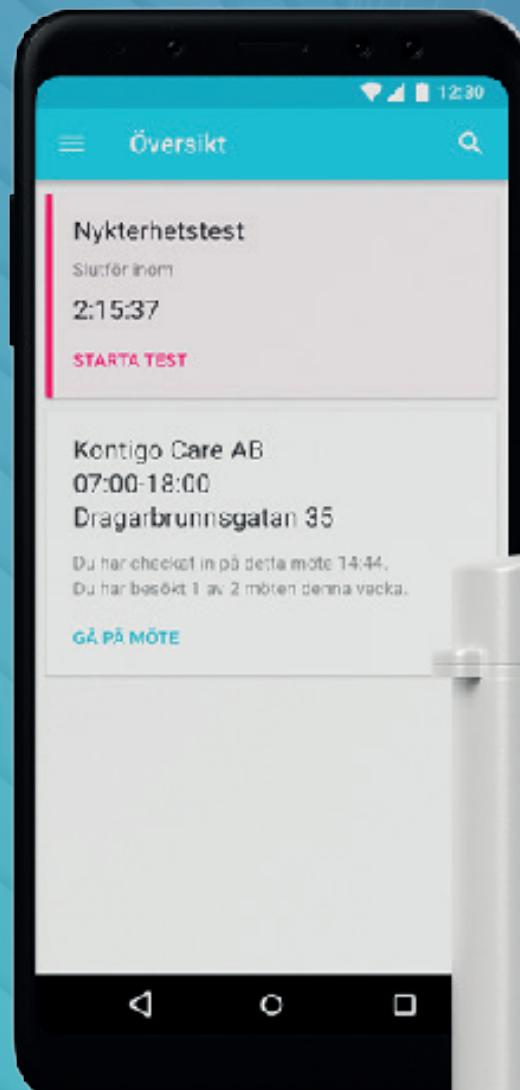 12:30
Översikt
Nykterhetstest
Slutför inom
2:15:37
STARTA TEST
Kontigo Care AB
07:00-18:00
Dragarbrunnsgatan 35
Du har checkat in på detta möte 14:44.
Du har besökt 1 av 2 möten denna vecka.
GÅ PÅ MÖTE